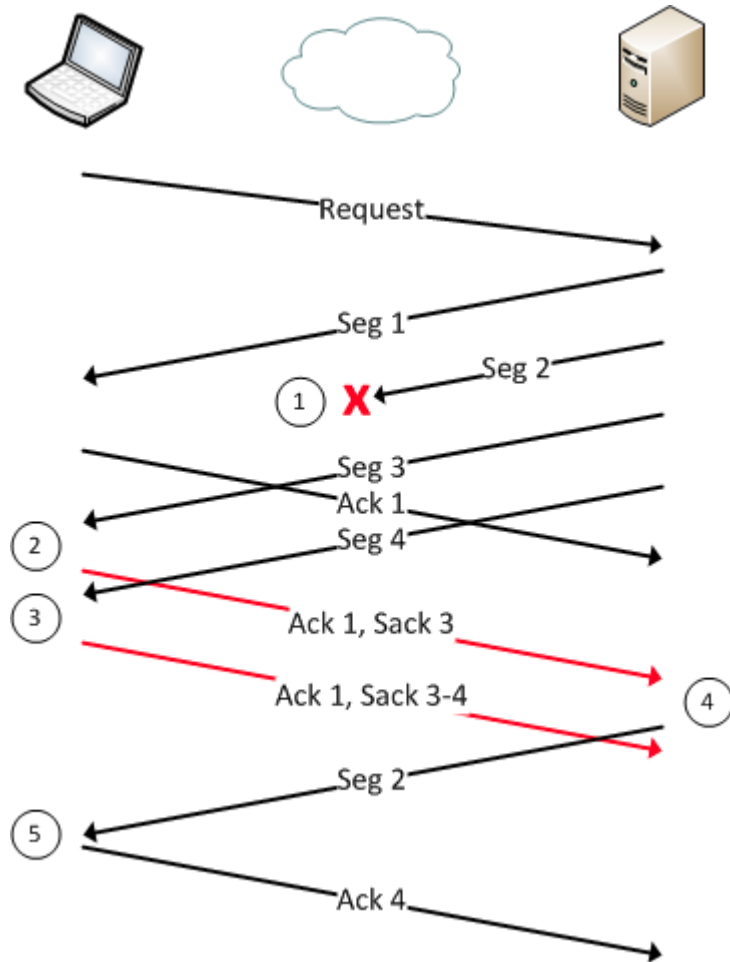 Request
Seg 1
Seg 2
1
X
Seg 3
Ack 1
Seg 4
2
3
Ack 1, Sack 3
Ack 1, Sack 3-4
4
Seg 2
5
Ack 4